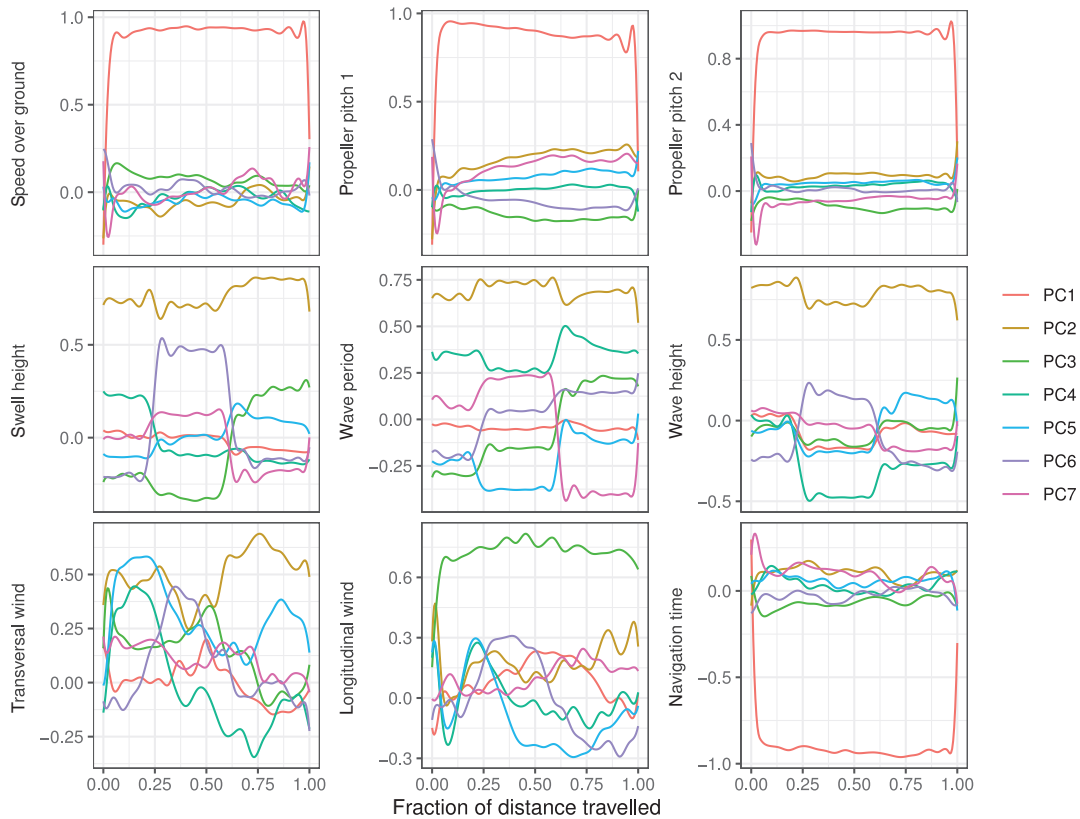 Speed over ground
1.0
0.5
0.0
Propeller pitch 1
1.0
0.5
0.0
Propeller pitch 2
0.8
0.4
0.0
Swell height
0.5
0.0
Wave period
0.75
0.50
0.25
0.00
−0.25
Wave height
0.5
0.0
−0.5
PC1
PC2
PC3
PC4
PC5
PC6
PC7
Transversal wind
0.50
0.25
0.00
−0.25
0.00 0.25 0.50 0.75 1.00
Longitudinal wind
0.6
0.3
0.0
−0.3
0.00 0.25 0.50 0.75 1.00
Navigation time
0.0
−0.5
−1.0
0.00 0.25 0.50 0.75 1.00
Fraction of distance travelled